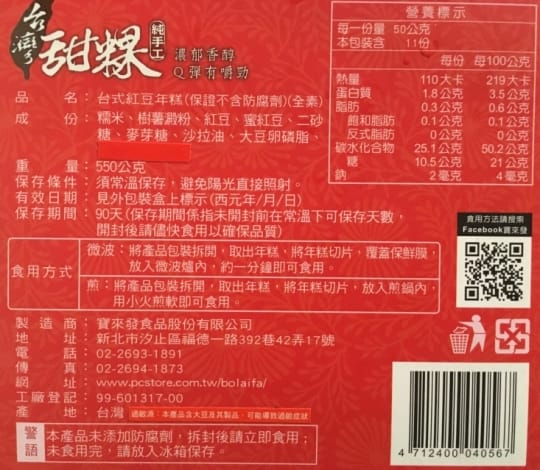 台灣
甜粿
純手工
濃郁香醇
Q彈有嚼勁
品 名：台式紅豆年糕(保證不含防腐劑)(全素)
成 份：糯米、樹薯澱粉、紅豆、蜜紅豆、二砂
糖、麥芽糖、沙拉油、大豆卵磷脂、
重 量：550公克
保存條件：須常溫保存，避免陽光直接照射。
有效日期：見外包裝盒上標示(西元年/月/日)
保存期限：90天(保存期間係指未開封前在常溫下可保存天數，
開封後請儘快食用以確保品質)
食用方式
微波：將產品包裝拆開，取出年糕，將年糕切片，覆蓋保鮮膜，
放入微波爐內，約一分鐘即可食用。
煎：將產品包裝拆開，取出年糕，將年糕切片，放入煎鍋內，
用小火煎軟即可食用。
製造商：寶來發食品股份有限公司
地 址：新北市汐止區福德一路392巷42弄17號
電 話：02-2693-1891
傳 真：02-2694-1873
網 址：www.pcstore.com.tw/bolaifa/
工廠登記：99-601317-00
產 地：台灣
過敏源：本產品含大豆及其製品，可能導致過敏症狀
警語
本產品未添加防腐劑，拆封後請立即食用；
未食用完，請放入冰箱保存。
營養標示
每一份量 50公克
本包裝含 11份
每份 每100公克
熱量 110大卡 219大卡
蛋白質 1.8公克 3.5公克
脂肪 0.3公克 0.6公克
飽和脂肪 0.1公克 0.1公克
反式脂肪 0公克 0公克
碳水化合物 25.1公克 50.2公克
糖 10.5公克 21公克
鈉 2毫克 4毫克
食用方法請搜索
Facebook寶來發
4 712400 040567